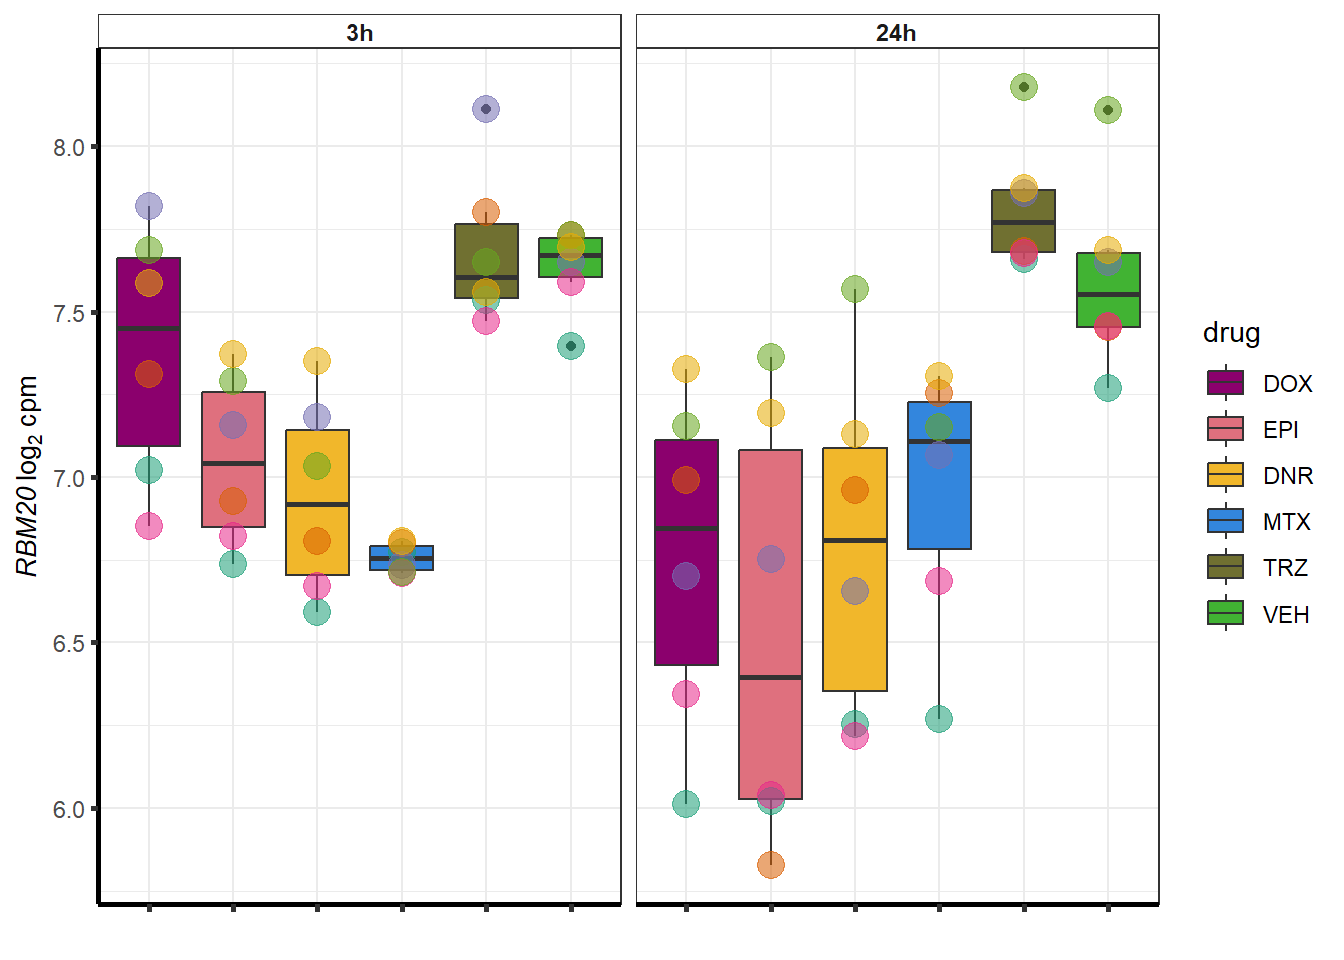 3h
24h
8.0
7.5
7.0
6.5
6.0
RBM20 log2 cpm
drug
DOX
EPI
DNR
MTX
TRZ
VEH